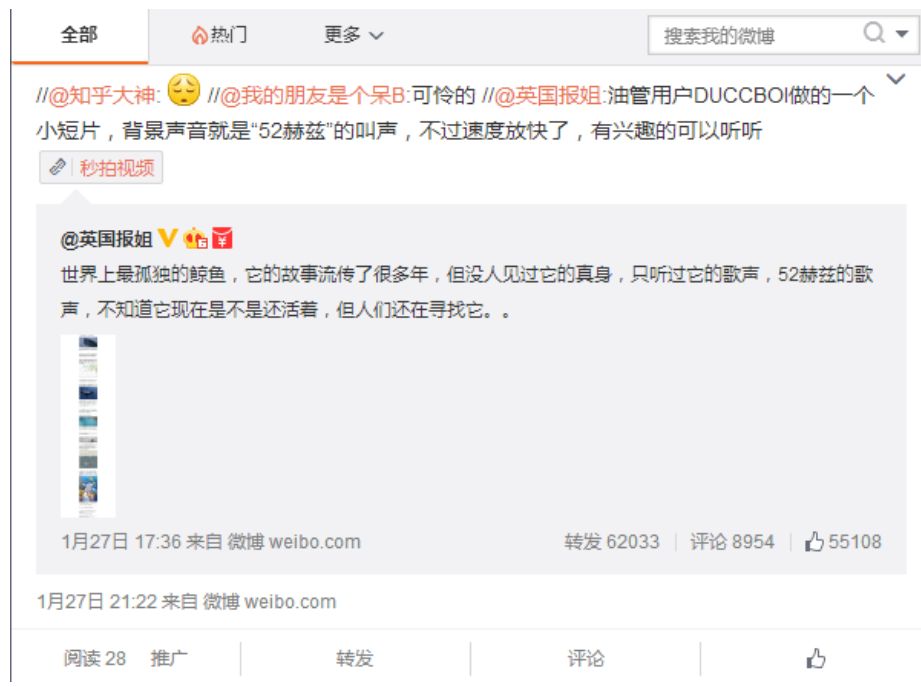 全部 热门 更多 搜索我的微博
//@知乎大神: //@我的朋友是个呆B:可怜的 //@英国报姐:油管用户DUCCBOI做的一个
小短片，背景声音就是“52赫兹”的叫声，不过速度放快了，有兴趣的可以听听
秒拍视频
@英国报姐
世界上最孤独的鲸鱼，它的故事流传了很多年，但没人见过它的真身，只听过它的歌声，52赫兹的歌
声，不知道它现在是不是还活着，但人们还在寻找它。。
1月27日 17:36 来自 微博 weibo.com 转发 62033 评论 8954 55108
1月27日 21:22 来自 微博 weibo.com
阅读 28 推广 转发 评论